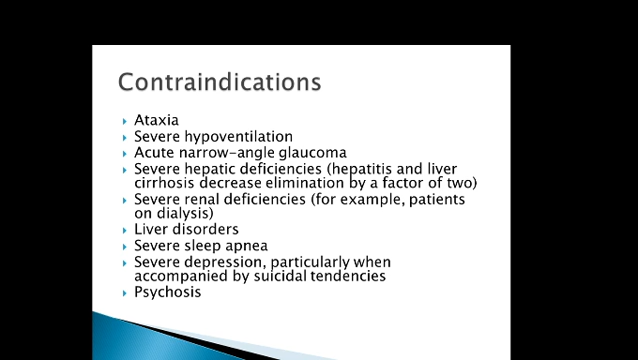 Contraindications
Ataxia
Severe hypoventilation
Acute narrow-angle glaucoma
Severe hepatic deficiencies (hepatitis and liver
cirrhosis decrease elimination by a factor of two)
Severe renal deficiencies (for example, patients
on dialysis)
Liver disorders
Severe sleep apnea
Severe depression, particularly when
accompanied by suicidal tendencies
Psychosis